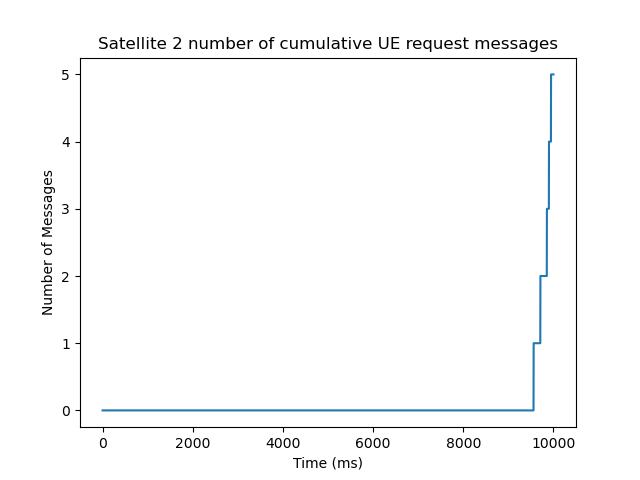 Satellite 2 number of cumulative UE request messages
5
4
3
2
1
0
Number of Messages
0 2000 4000 6000 8000 10000
Time (ms)